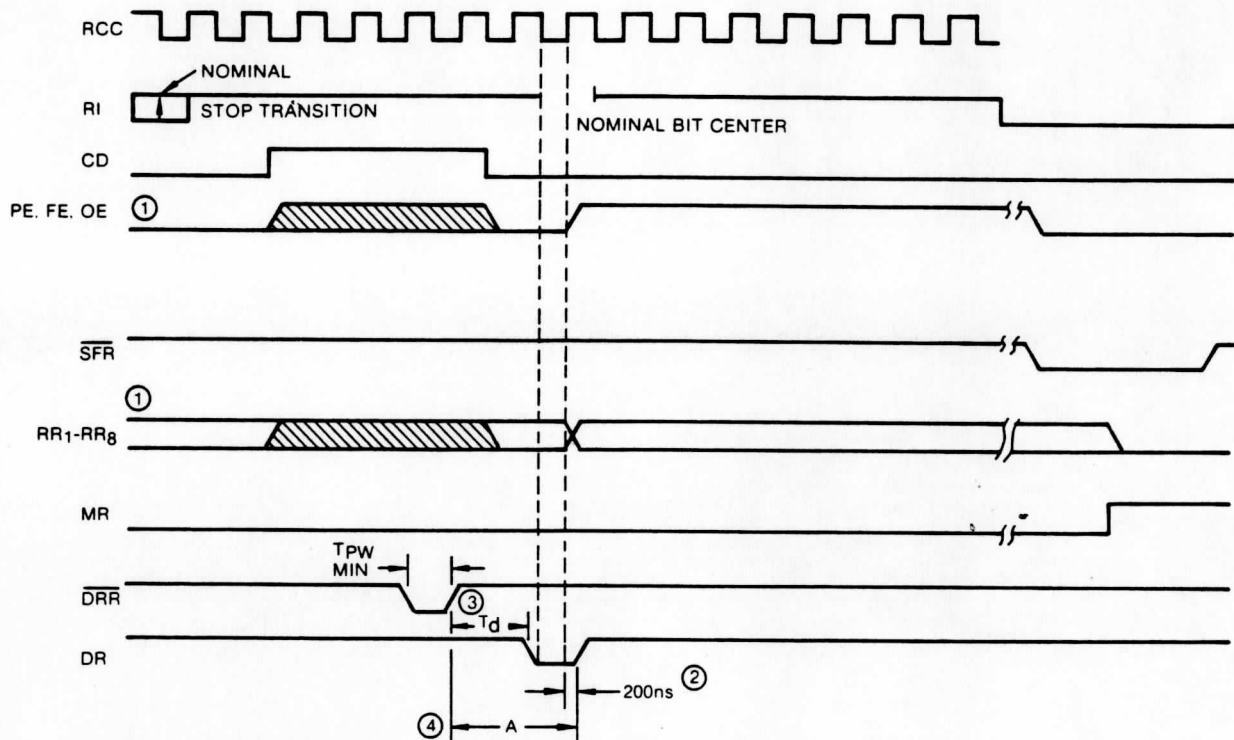 RCC
NOMINAL
RI
STOP TRANSITION
NOMINAL BIT CENTER
CD
PE. FE. OE ①
SFR
①
RR1-RR8
MR
TPW
MIN
DRR
③
Td
DR
200ns ②
④ A